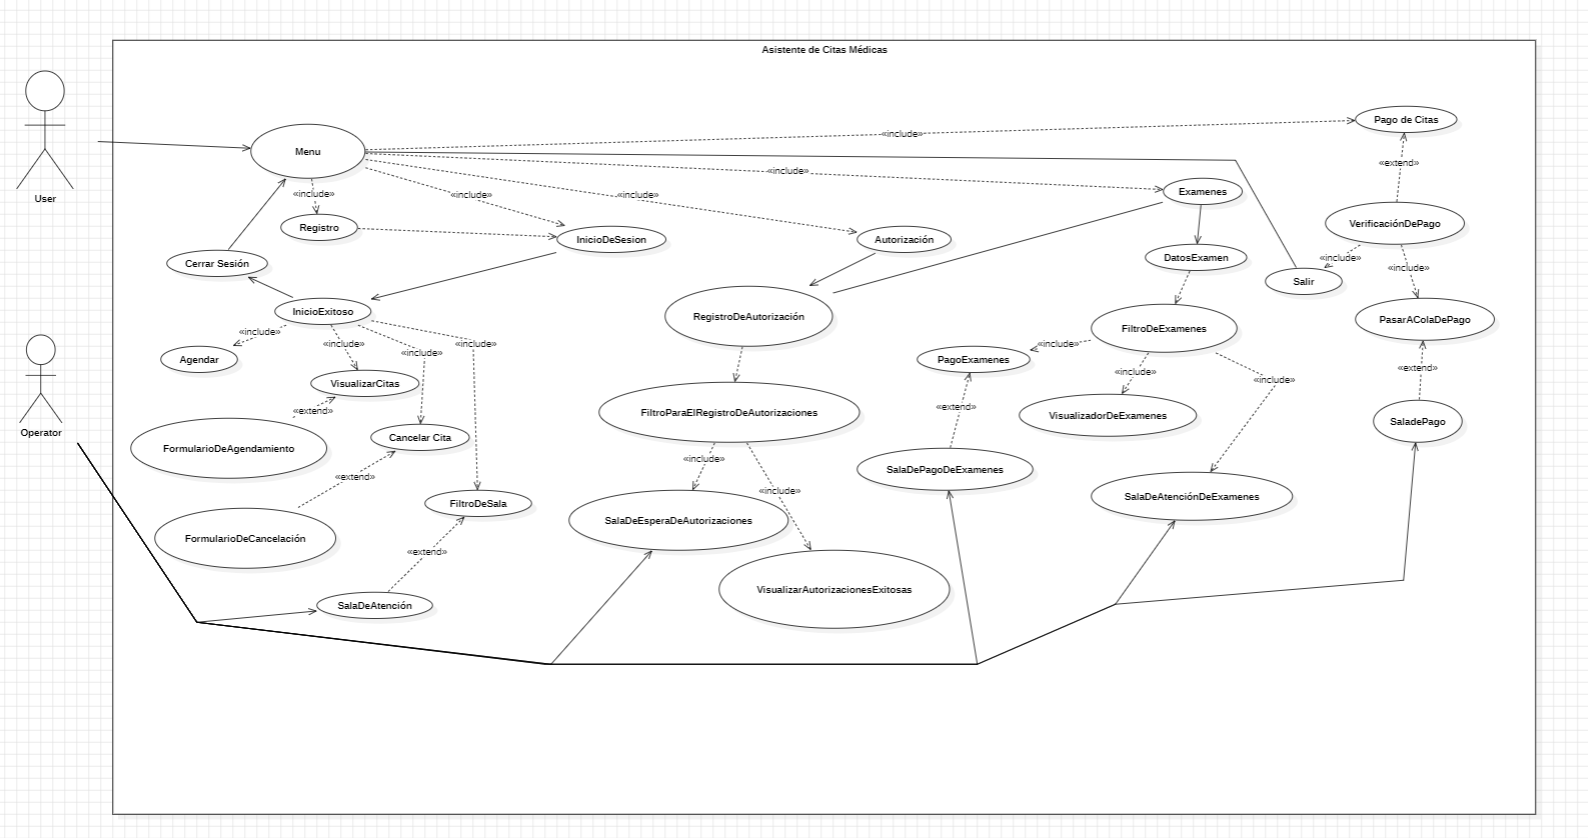 Asistente de Citas Médicas
User
Menu
«include»
Pago de Citas
«include»
«extend»
Examenes
«include»
«include»
«include»
Registro
InicioDeSesion
Autorización
VerificaciónDePago
Cerrar Sesión
DatosExamen
«include»
«include»
Salir
InicioExitoso
RegistroDeAutorización
FiltroDeExamenes
PasarAColaDePago
«include»
«include»
«include»
«include»
«include»
Agendar
PagoExamenes
«include»
«extend»
VisualizarCitas
«include»
Operator
«extend»
FiltroParaElRegistroDeAutorizaciones
«extend»
VisualizadorDeExamenes
SaladePago
Cancelar Cita
FormularioDeAgendamiento
«include»
SalaDePagoDeExamenes
«extend»
«include»
FiltroDeSala
SalaDeAtenciónDeExamenes
SalaDeEsperaDeAutorizaciones
FormularioDeCancelación
«extend»
VisualizarAutorizacionesExitosas
SalaDeAtención